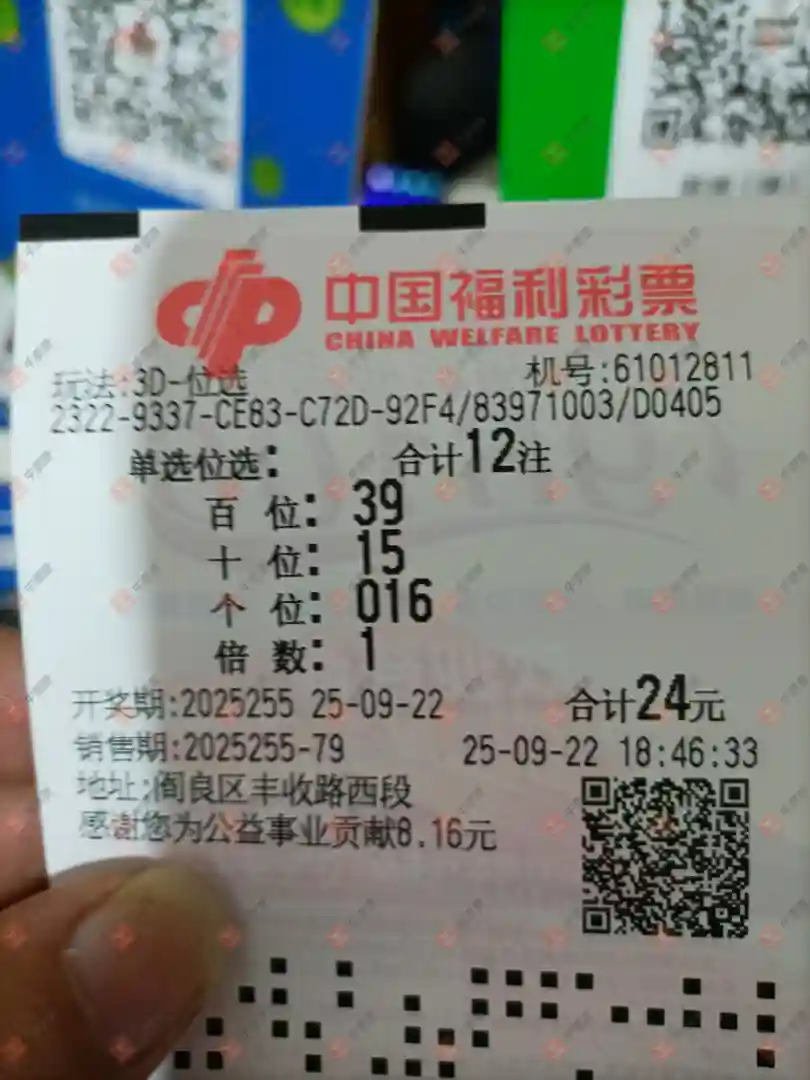 中国福利彩票
CHINA WELFARE LOTTERY
玩法:3D-位选 机号:61012811
2322-9337-CE83-C72D-92F4/83971003/D0405
单选位选: 合计12注
百 位: 39
十 位: 15
个 位: 016
倍 数: 1
开奖期:2025255 25-09-22 合计24元
销售期:2025255-79 25-09-22 18:46:33
地址:阎良区丰收路西段
感谢您为公益事业贡献8.16元